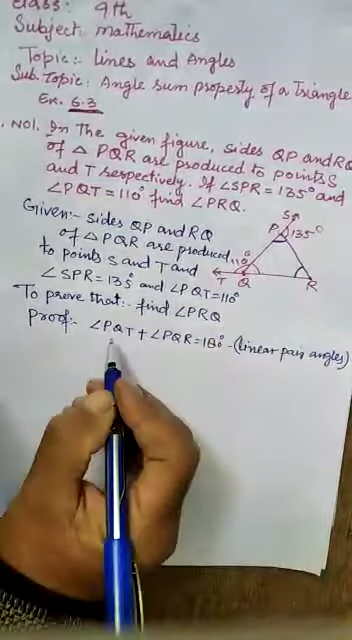 Class: 9th
Subject: mathematics
Topic:- lines and Angles
Sub. Topic: Angle sum property of a Triangle
Ex. 6.3
NO1. In the given figure, sides QP and RQ
of △ PQR are produced to points S
and T respectively. If ∠SPR = 135° and
∠PQT = 110° find ∠PRQ.
Given:- Sides QP and RQ
of △PQR are produced
to points S and T and
∠SPR = 135° and ∠PQT = 110°
To prove that:- find ∠PRQ
Proof:- ∠PQT + ∠PQR = 180° - (linear pair angles)
S
P 135°
110°
T Q R